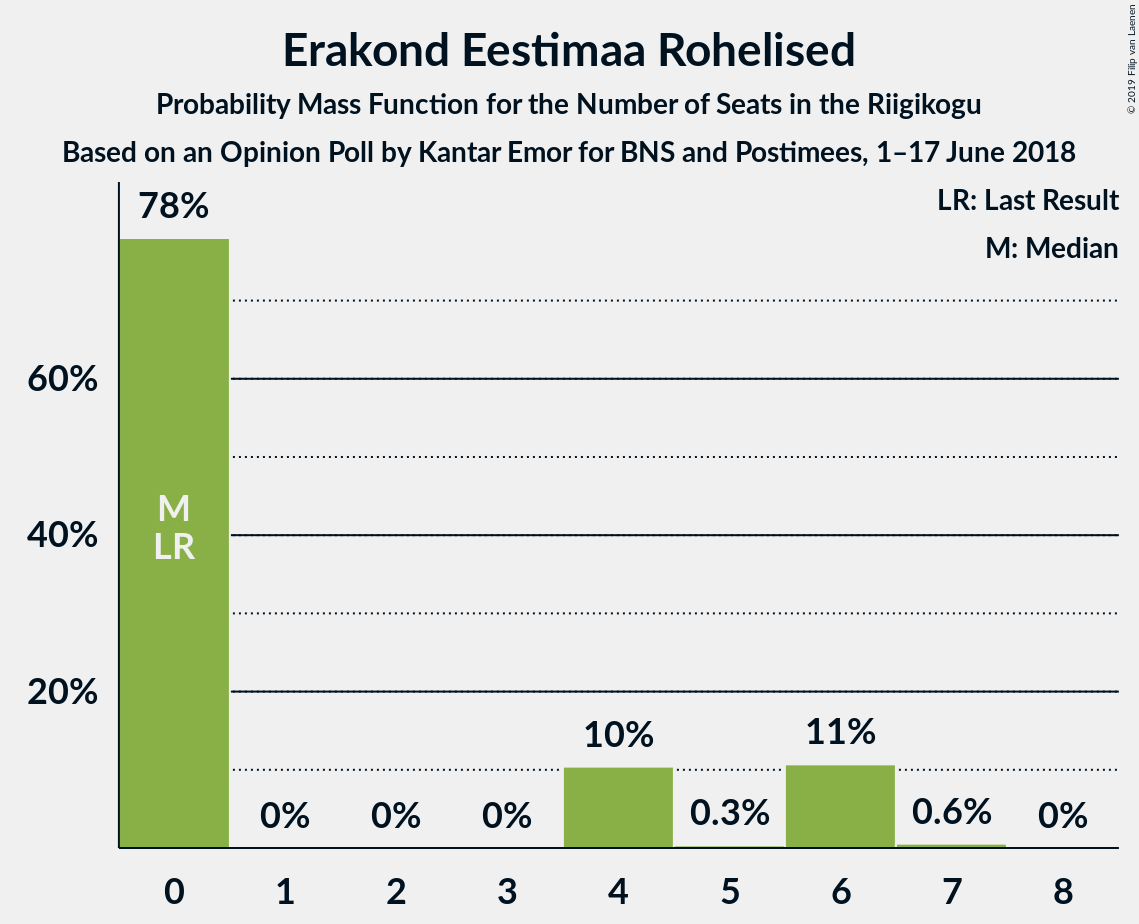 Erakond Eestimaa Rohelised
Probability Mass Function for the Number of Seats in the Riigikogu
Based on an Opinion Poll by Kantar Emor for BNS and Postimees, 1–17 June 2018
© 2019 Filip van Laenen
LR: Last Result
M: Median
78%
60%
40%
20%
M
LR
0%
0%
0%
10%
0.3%
11%
0.6%
0%
0
1
2
3
4
5
6
7
8